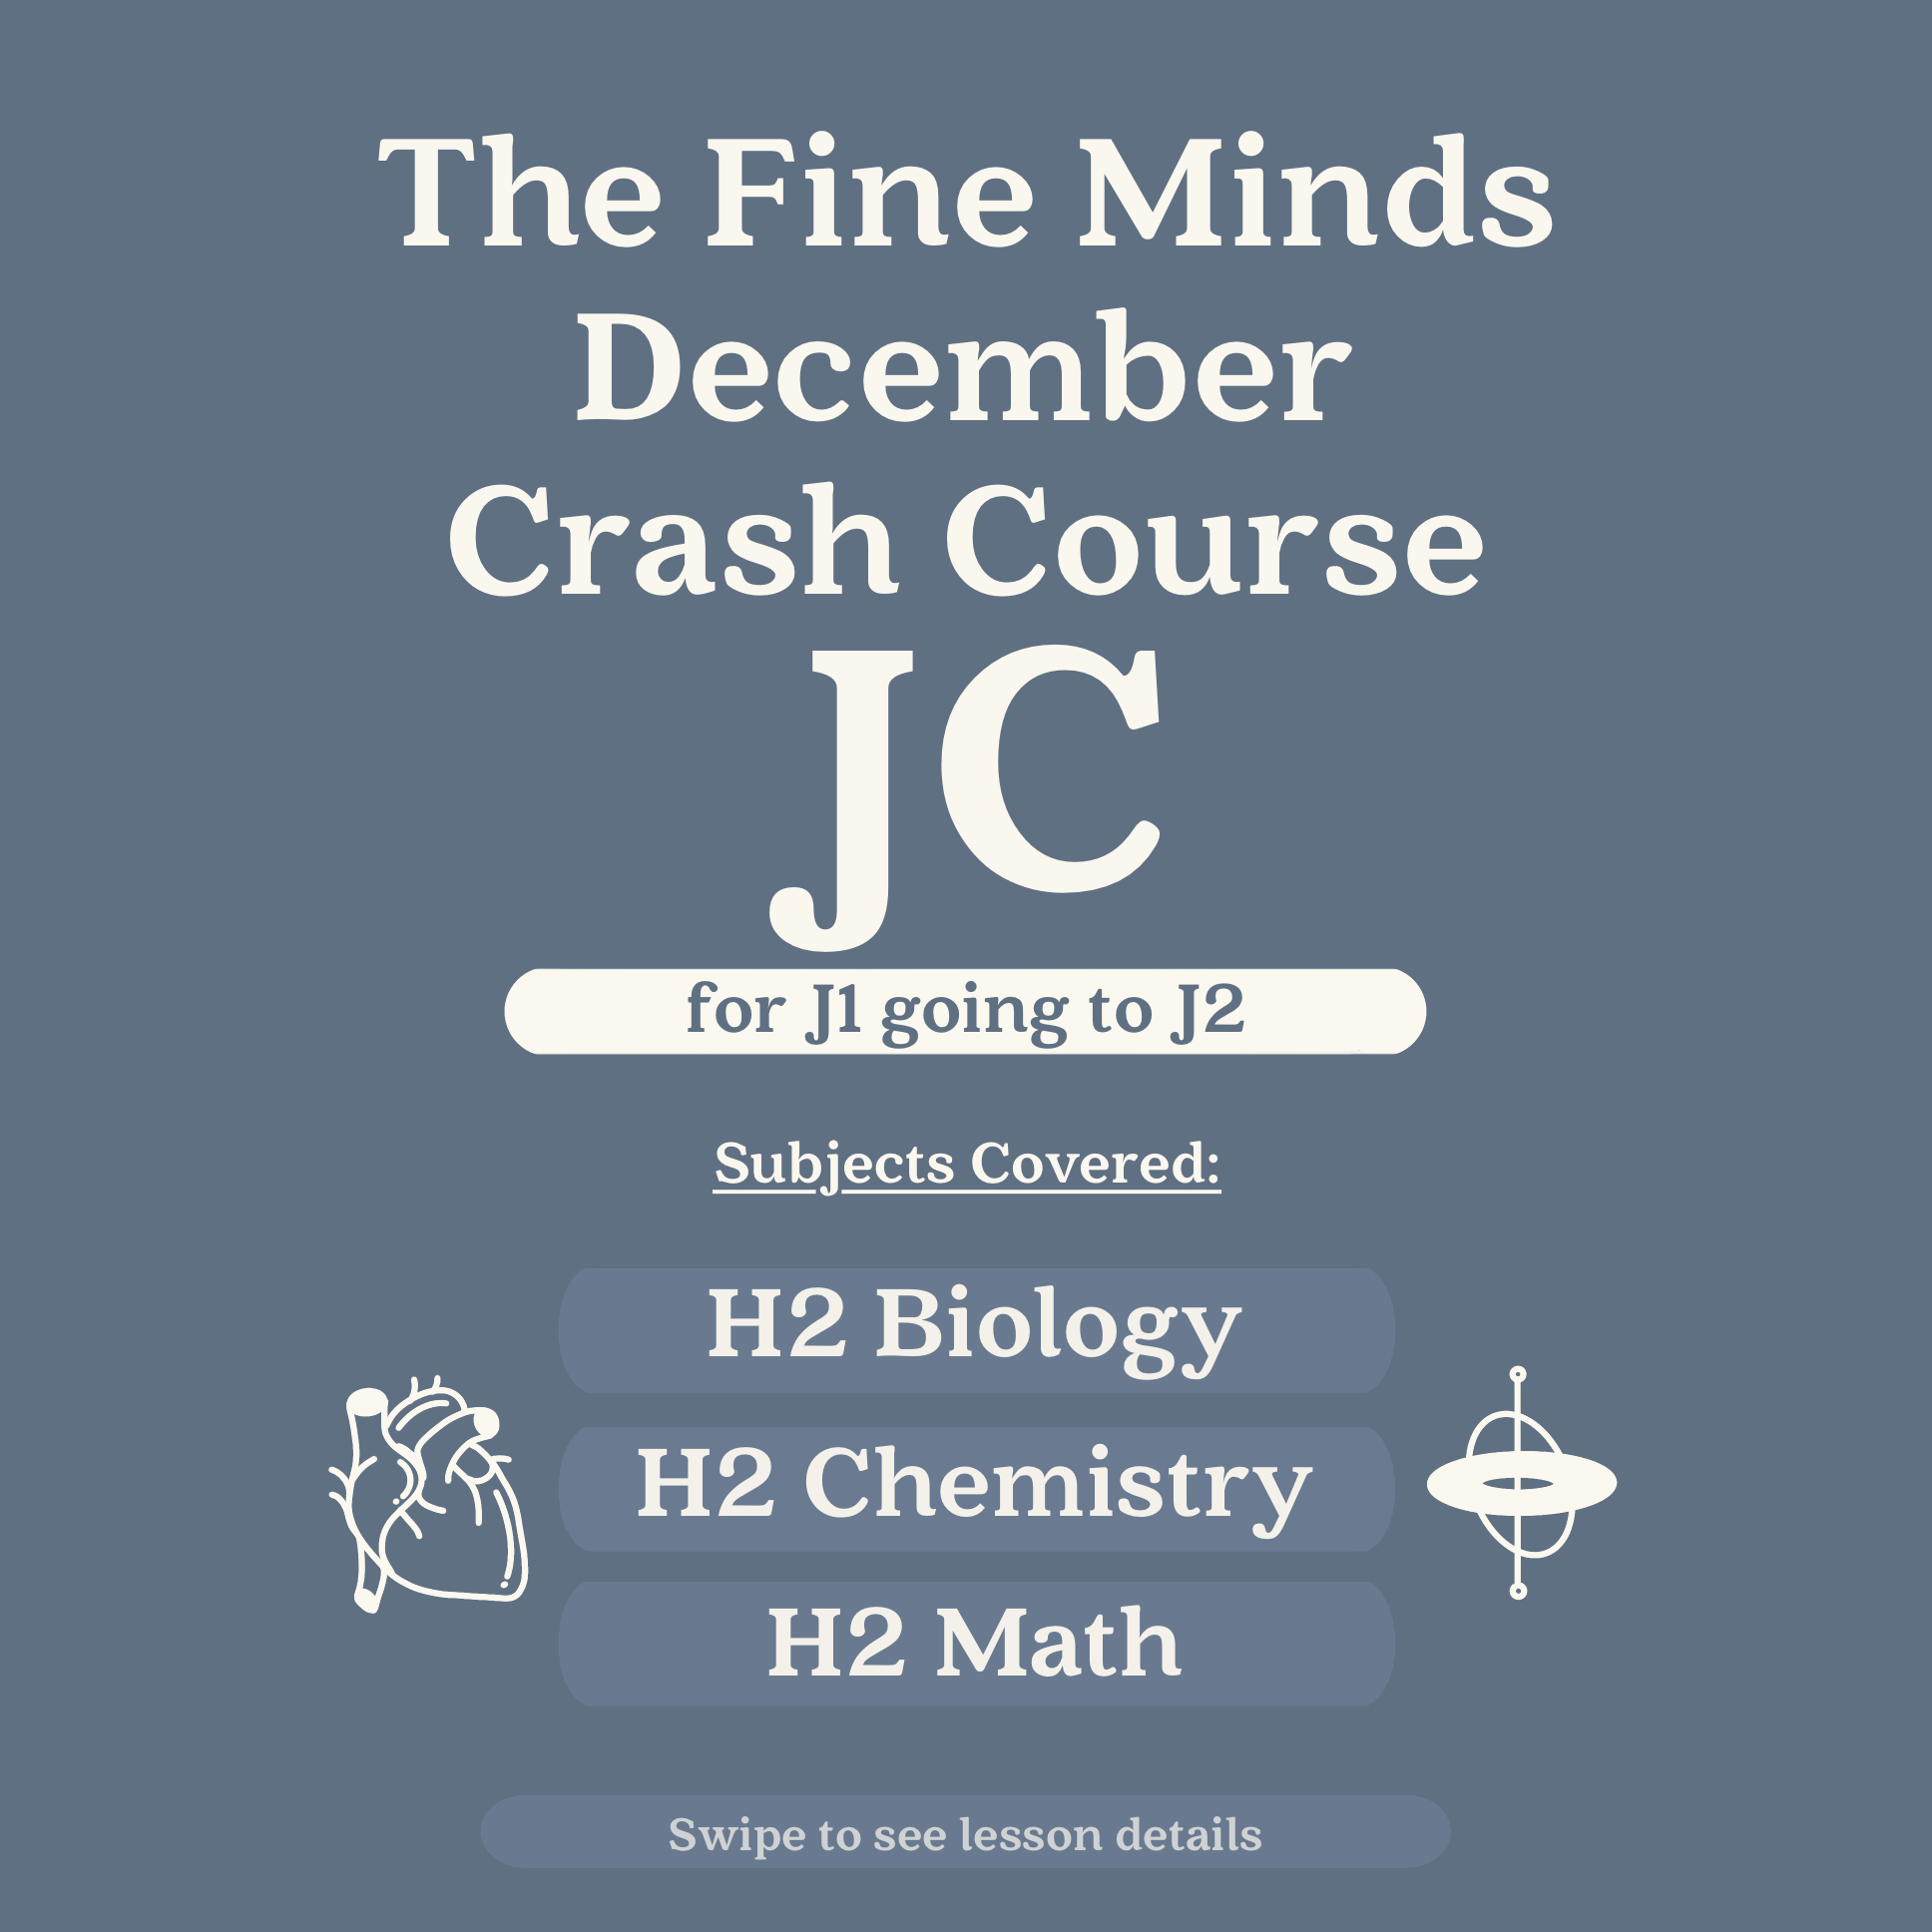 The Fine Minds
December
Crash Course
JC
for J1 going to J2
Subjects Covered:
H2 Biology
H2 Chemistry
H2 Math
Swipe to see lesson details